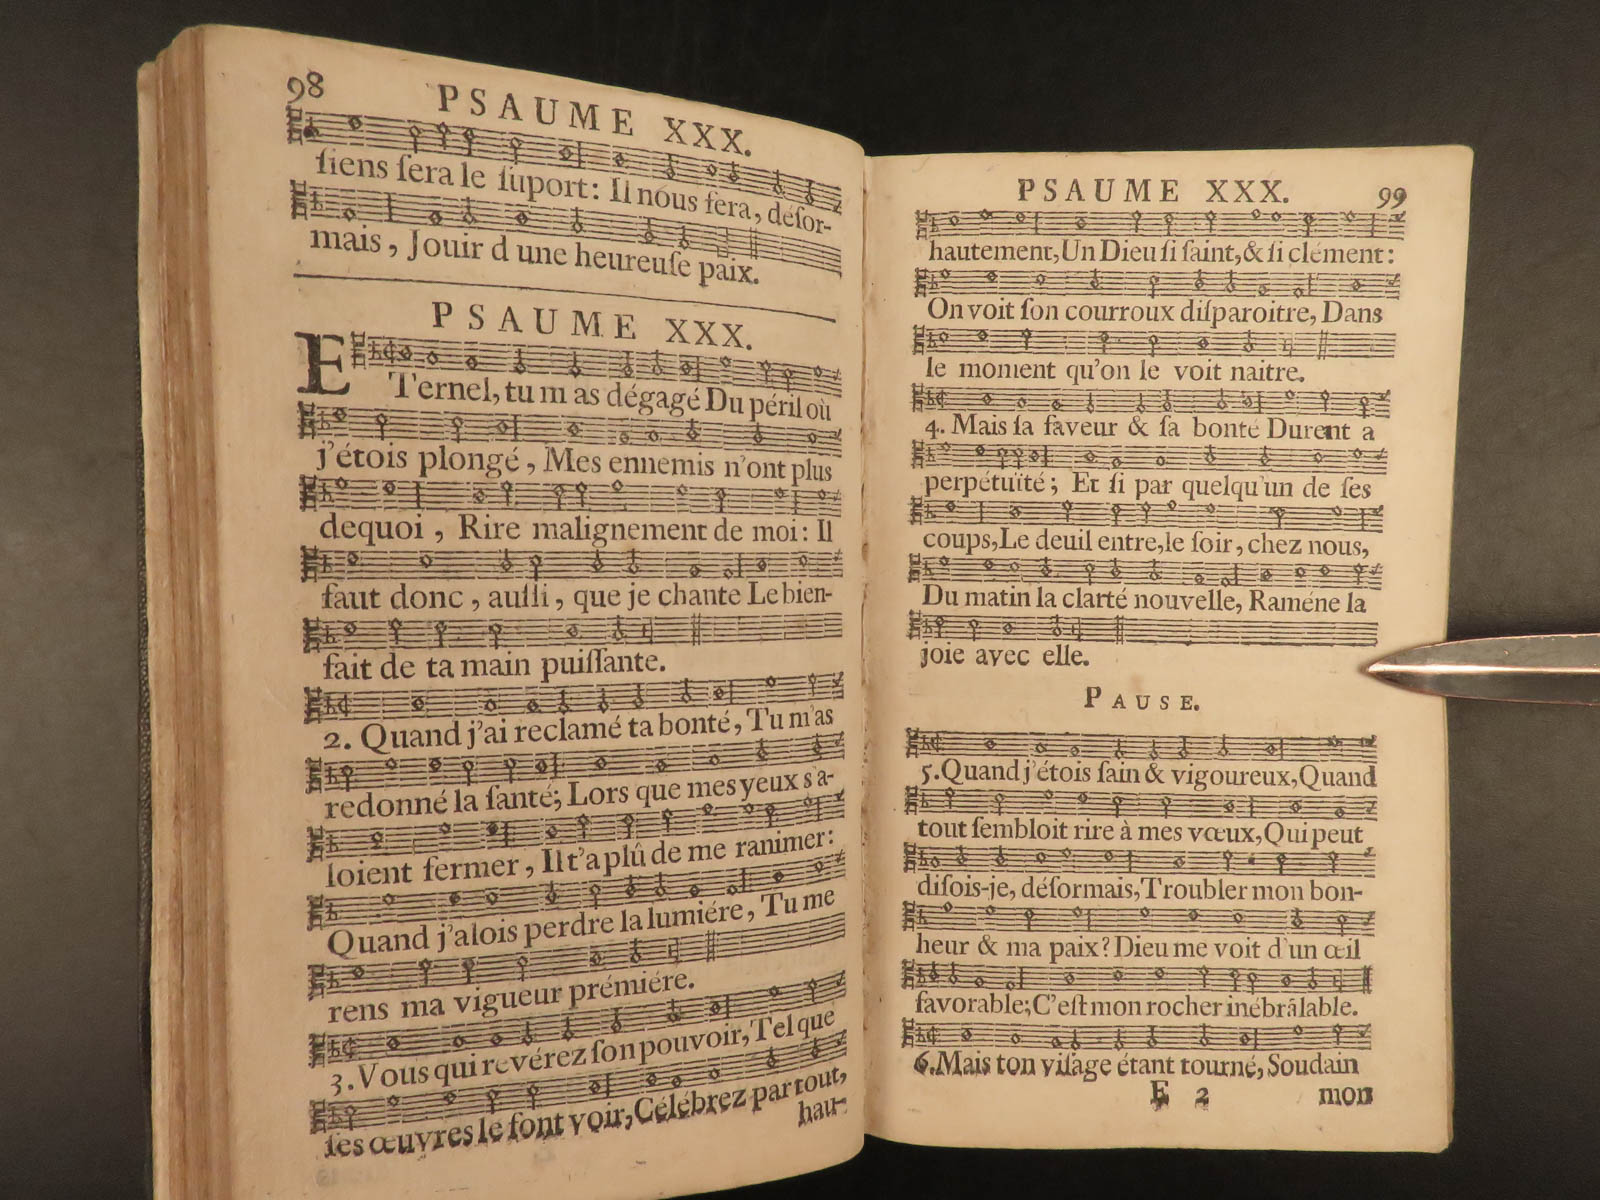 98
PSAUME XXX.
ſiens ſera le ſuport: Il nous ſera, déſor-
mais, Jouir d une heureuſe paix.
PSAUME XXX.
ETernel, tu m as dégagé Du péril où
j'étois plongé, Mes ennemis n'ont plus
dequoi, Rire malignement de moi: Il
faut donc, auſſi, que je chante Le bien-
fait de ta main puiſſante.
2. Quand j'ai reclamé ta bonté, Tu m'as
redonné la ſanté; Lors que mes yeux s'a-
loient fermer, Il t'a plû de me ranimer:
Quand j'alois perdre la lumiére, Tu me
rens ma vigueur prémiére.
3. Vous qui revérez ſon pouvoir, Tel que
ſes œuvres le font voir, Célébrez par tout,
hau-
PSAUME XXX.
99
hautement, Un Dieu ſi ſaint, & ſi clément:
On voit ſon courroux diſparoitre, Dans
le moment qu'on le voit naitre.
4. Mais ſa faveur & ſa bonté Durent a
perpétuïté; Et ſi par quelqu'un de ſes
coups, Le deuil entre, le ſoir, chez nous,
Du matin la clarté nouvelle, Raméne la
joie avec elle.
PAUSE.
5. Quand j'étois ſain & vigoureux, Quand
tout ſembloit rire à mes vœux, Qui peut,
diſois-je, déſormais, Troubler mon bon-
heur & ma paix? Dieu me voit d'un œil
favorable; C'eſt mon rocher inébrâlable.
6. Mais ton viſage étant tourné, Soudain
E 2
mon